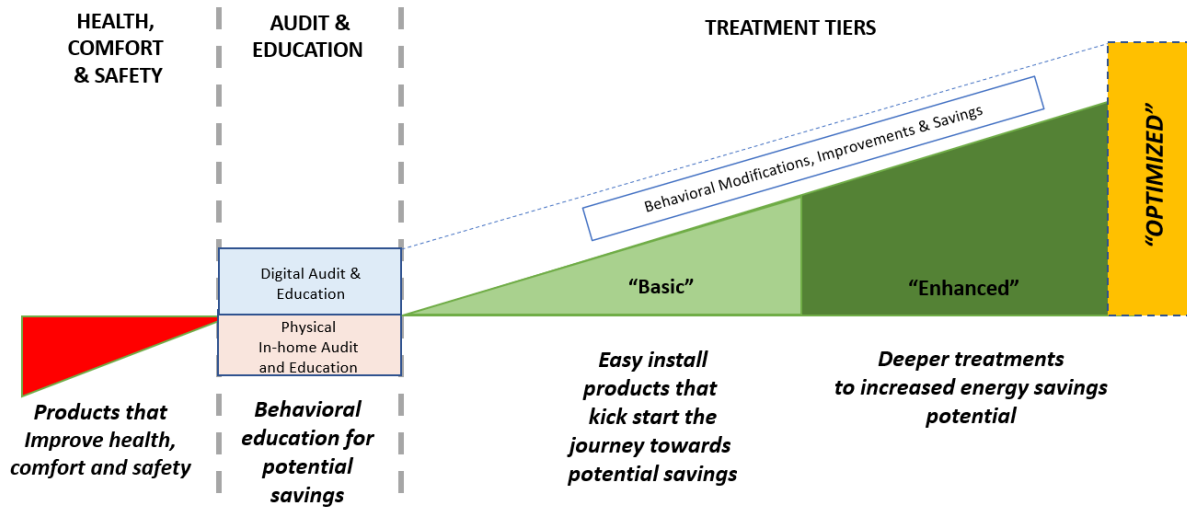 HEALTH,
COMFORT
& SAFETY
AUDIT &
EDUCATION
TREATMENT TIERS
Behavioral Modifications, Improvements & Savings
"OPTIMIZED"
Digital Audit &
Education
Physical
In-home Audit
and Education
“Basic”
“Enhanced”
Products that
Improve health,
comfort and safety
Behavioral
education for
potential
savings
Easy install
products that
kick start the
journey towards
potential savings
Deeper treatments
to increased energy savings
potential